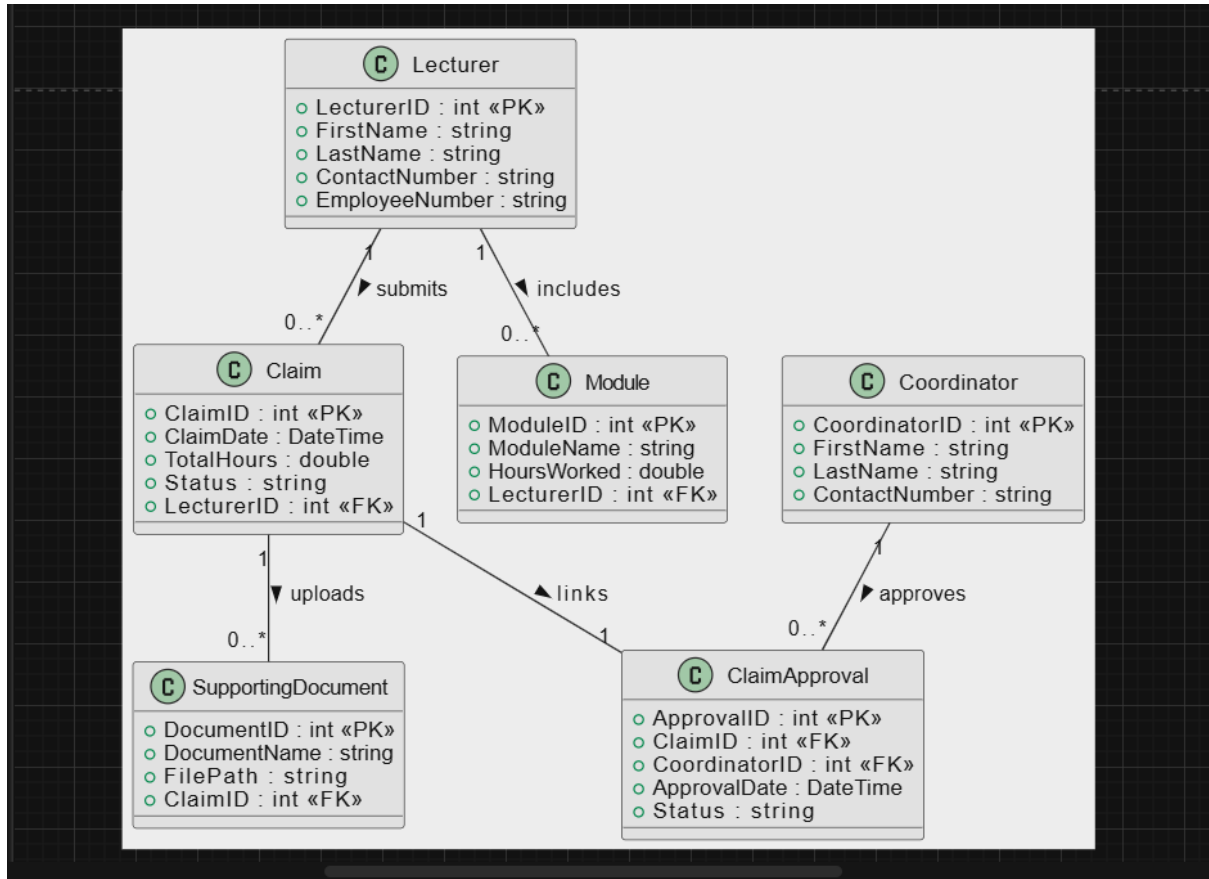 C Lecturer
LecturerID : int «PK»
FirstName : string
LastName : string
ContactNumber : string
EmployeeNumber : string
1
1
submits
includes
0..*
0..*
C Claim
ClaimID : int «PK»
ClaimDate : DateTime
TotalHours : double
Status : string
LecturerID : int «FK»
C Module
ModuleID : int «PK»
ModuleName : string
HoursWorked : double
LecturerID : int «FK»
C Coordinator
CoordinatorID : int «PK»
FirstName : string
LastName : string
ContactNumber : string
1
1
1
uploads
links
approves
0..*
1
0..*
C SupportingDocument
DocumentID : int «PK»
DocumentName : string
FilePath : string
ClaimID : int «FK»
C ClaimApproval
ApprovalID : int «PK»
ClaimID : int «FK»
CoordinatorID : int «FK»
ApprovalDate : DateTime
Status : string